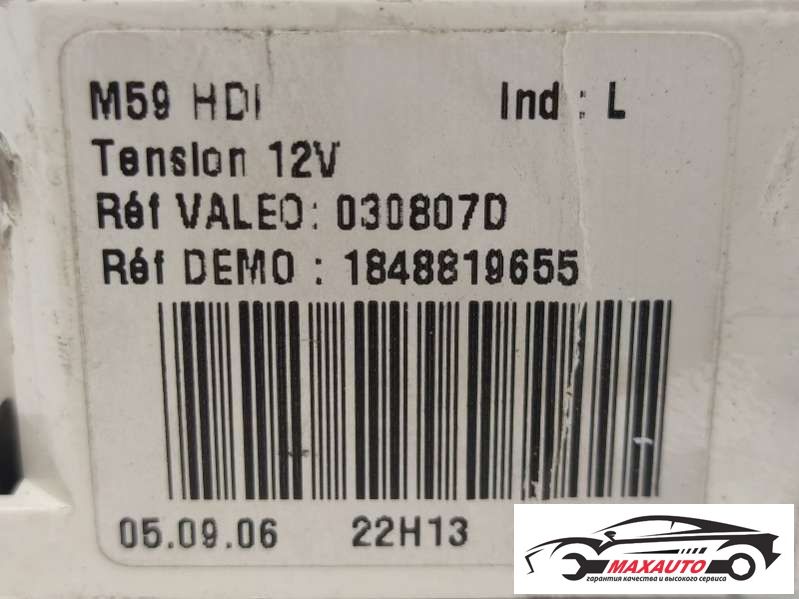 M59 HDI Ind : L
Tension 12V
Réf VALEO: 030807D
Réf DEMO : 1848819655
05.09.06 22H13
MAXAUTO
гарантия качества и высокого сервиса